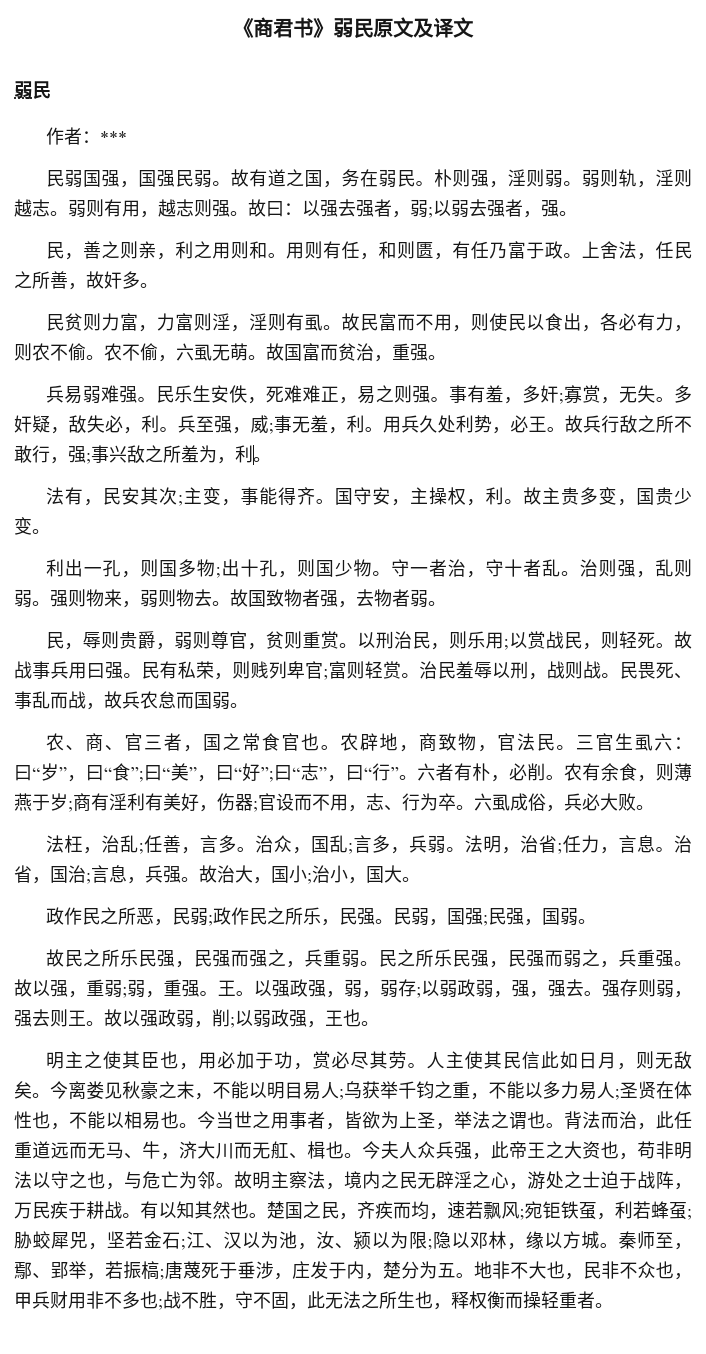 《商君书》弱民原文及译文
弱民
作者：***
民弱国强，国强民弱。故有道之国，务在弱民。朴则强，淫则弱。弱则轨，淫则
越志。弱则有用，越志则强。故曰：以强去强者，弱;以弱去强者，强。
民，善之则亲，利之用则和。用则有任，和则匮，有任乃富于政。上舍法，任民
之所善，故奸多。
民贫则力富，力富则淫，淫则有虱。故民富而不用，则使民以食出，各必有力，
则农不偷。农不偷，六虱无萌。故国富而贫治，重强。
兵易弱难强。民乐生安佚，死难难正，易之则强。事有羞，多奸;寡赏，无失。多
奸疑，敌失必，利。兵至强，威;事无羞，利。用兵久处利势，必王。故兵行敌之所不
敢行，强;事兴敌之所羞为，利。
法有，民安其次;主变，事能得齐。国守安，主操权，利。故主贵多变，国贵少
变。
利出一孔，则国多物;出十孔，则国少物。守一者治，守十者乱。治则强，乱则
弱。强则物来，弱则物去。故国致物者强，去物者弱。
民，辱则贵爵，弱则尊官，贫则重赏。以刑治民，则乐用;以赏战民，则轻死。故
战事兵用曰强。民有私荣，则贱列卑官;富则轻赏。治民羞辱以刑，战则战。民畏死、
事乱而战，故兵农怠而国弱。
农、商、官三者，国之常食官也。农辟地，商致物，官法民。三官生虱六：
曰“岁”，曰“食”;曰“美”，曰“好”;曰“志”，曰“行”。六者有朴，必削。农有余食，则薄
燕于岁;商有淫利有美好，伤器;官设而不用，志、行为卒。六虱成俗，兵必大败。
法枉，治乱;任善，言多。治众，国乱;言多，兵弱。法明，治省;任力，言息。治
省，国治;言息，兵强。故治大，国小;治小，国大。
政作民之所恶，民弱;政作民之所乐，民强。民弱，国强;民强，国弱。
故民之所乐民强，民强而强之，兵重弱。民之所乐民强，民强而弱之，兵重强。
故以强，重弱;弱，重强。王。以强政强，弱，弱存;以弱政弱，强，强去。强存则弱，
强去则王。故以强政弱，削;以弱政强，王也。
明主之使其臣也，用必加于功，赏必尽其劳。人主使其民信此如日月，则无敌
矣。今离娄见秋豪之末，不能以明目易人;乌获举千钧之重，不能以多力易人;圣贤在体
性也，不能以相易也。今当世之用事者，皆欲为上圣，举法之谓也。背法而治，此任
重道远而无马、牛，济大川而无舡、楫也。今夫人众兵强，此帝王之大资也，苟非明
法以守之也，与危亡为邻。故明主察法，境内之民无辟淫之心，游处之士迫于战阵，
万民疾于耕战。有以知其然也。楚国之民，齐疾而均，速若飘风;宛钜铁虿，利若蜂虿;
胁蛟犀兕，坚若金石;江、汉以为池，汝、颍以为限;隐以邓林，缘以方城。秦师至，
鄢、郢举，若振槁;唐蔑死于垂涉，庄发于内，楚分为五。地非不大也，民非不众也，
甲兵财用非不多也;战不胜，守不固，此无法之所生也，释权衡而操轻重者。